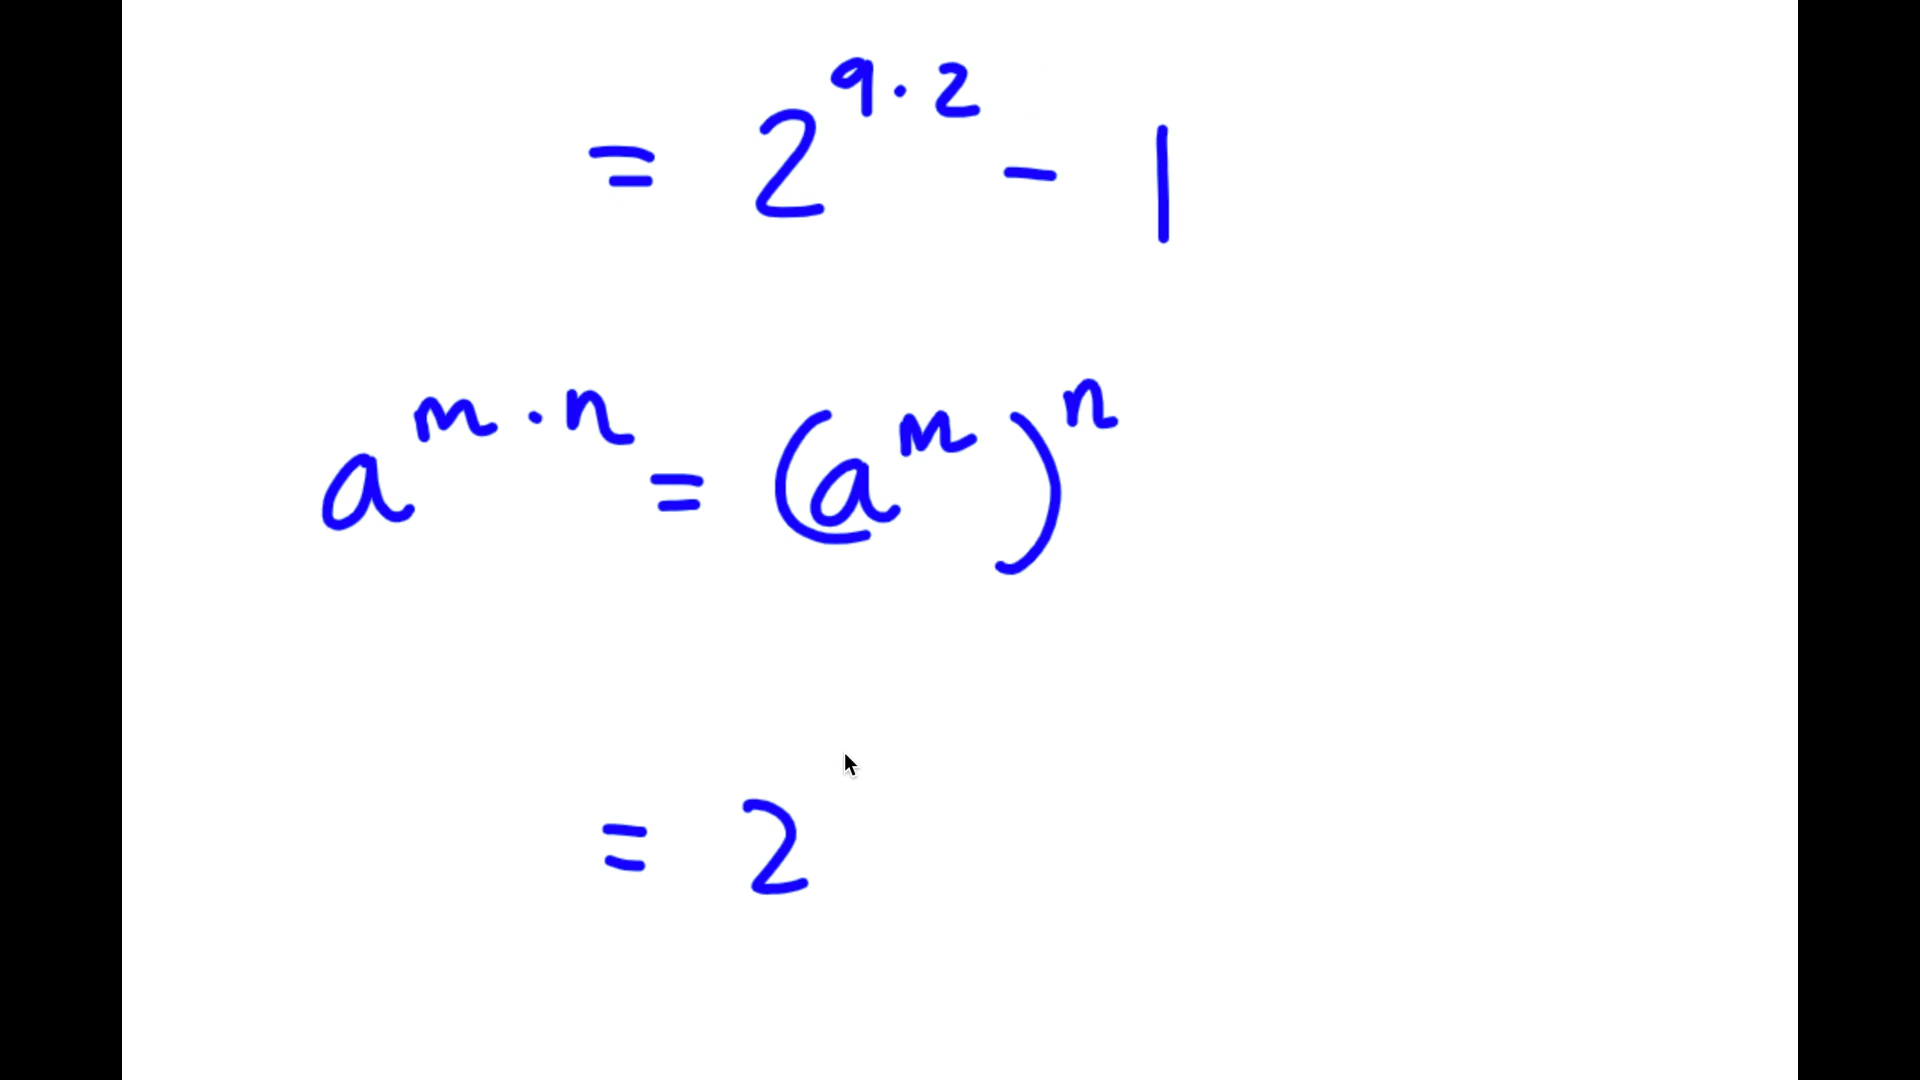 = 2^{9·2} - 1
a^{m·n} = (a^m)^n
= 2